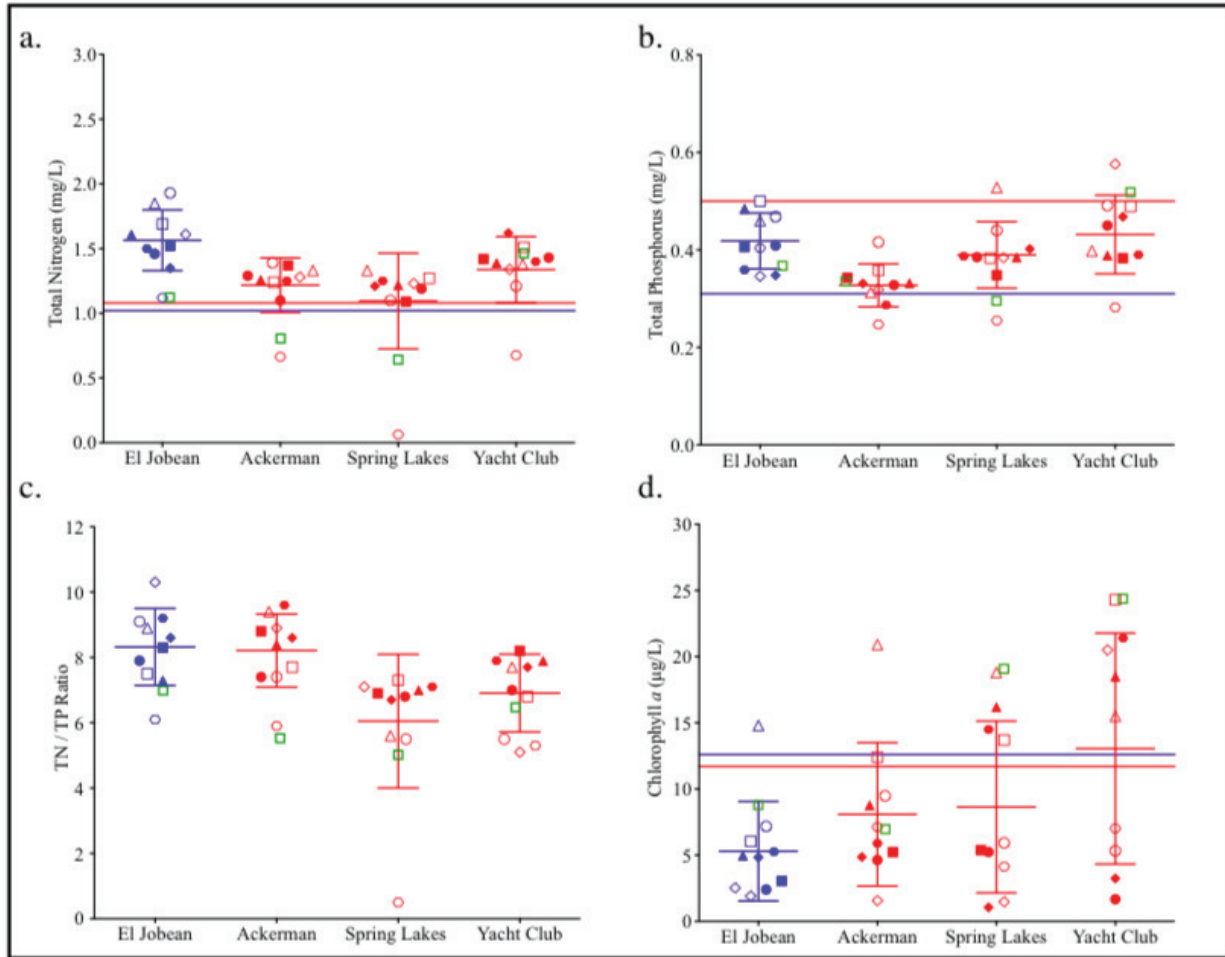 a.
3.0
2.5
2.0
1.5
1.0
0.5
0.0
Total Nitrogen (mg/L)
El Jobean Ackerman Spring Lakes Yacht Club
b.
0.8
0.6
0.4
0.2
0.0
Total Phosphorus (mg/L)
El Jobean Ackerman Spring Lakes Yacht Club
c.
12
10
8
6
4
2
0
TN / TP Ratio
El Jobean Ackerman Spring Lakes Yacht Club
d.
30
25
20
15
10
5
0
Chlorophyll a (µg/L)
El Jobean Ackerman Spring Lakes Yacht Club